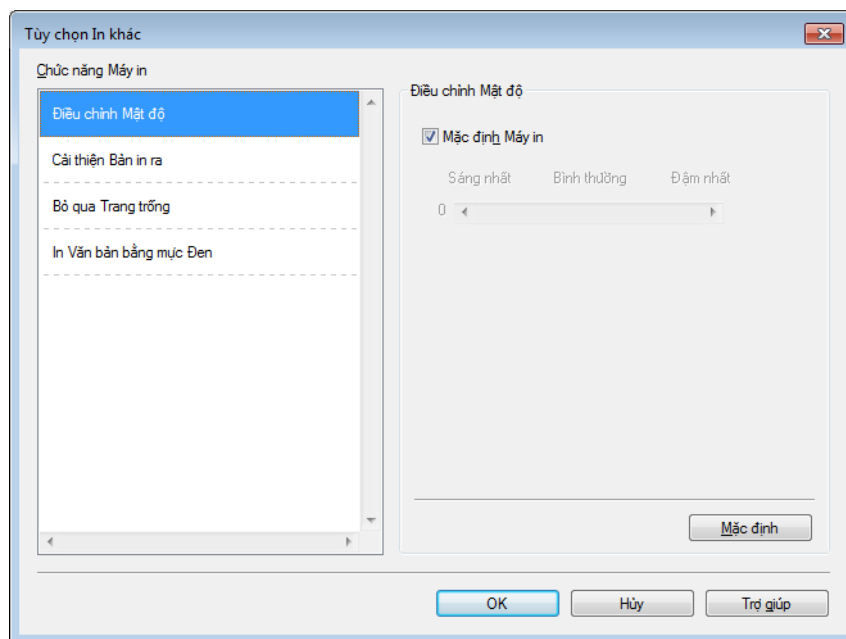 Tùy chọn In khác
Chức năng Máy in
Điều chỉnh Mật độ
Cải thiện Bản in ra
Bỏ qua Trang trống
In Văn bản bằng mực Đen
Điều chỉnh Mật độ
Mặc định Máy in
Sáng nhất Bình thường Đậm nhất
0
Mặc định
OK Hủy Trợ giúp